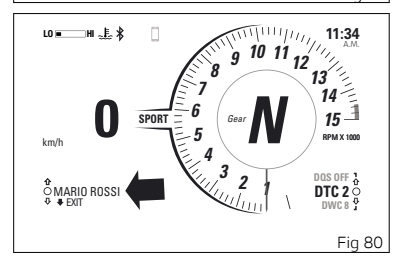 LO HI
11:34
A.M.
1 2 3 4 5 6 7 8 9 10 11 12 13 14 15
RPM X 1000
0
km/h
SPORT
Gear
N
MARIO ROSSI
EXIT
DQS OFF
DTC 2
DWC 8
Fig 80